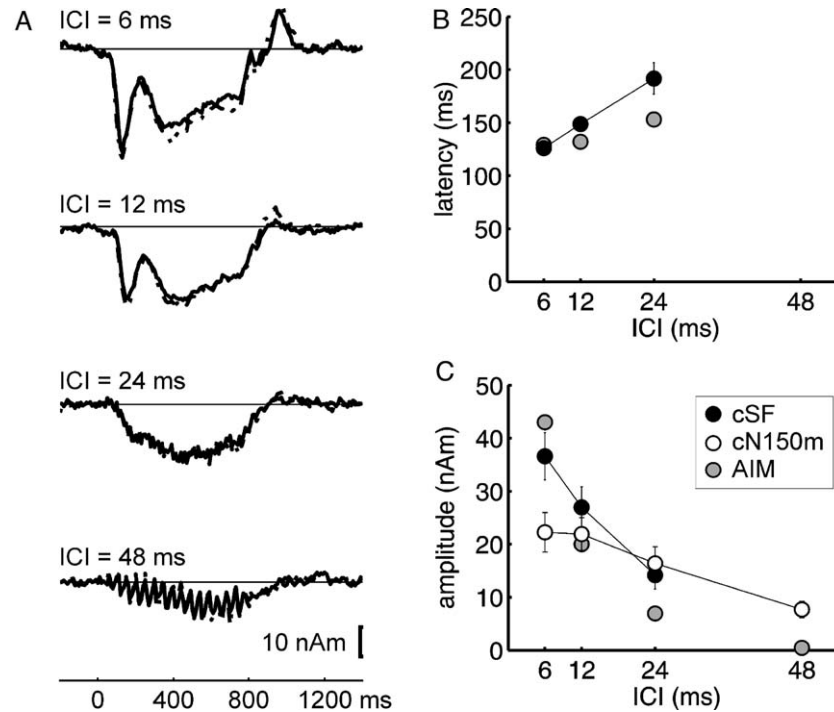 A
ICI = 6 ms
ICI = 12 ms
ICI = 24 ms
ICI = 48 ms
10 nAm
0 400 800 1200 ms
B
250
200
150
100
50
0
latency (ms)
6 12 24 48
ICI (ms)
C
50
40
30
20
10
0
amplitude (nAm)
cSF
cN150m
AIM
6 12 24 48
ICI (ms)